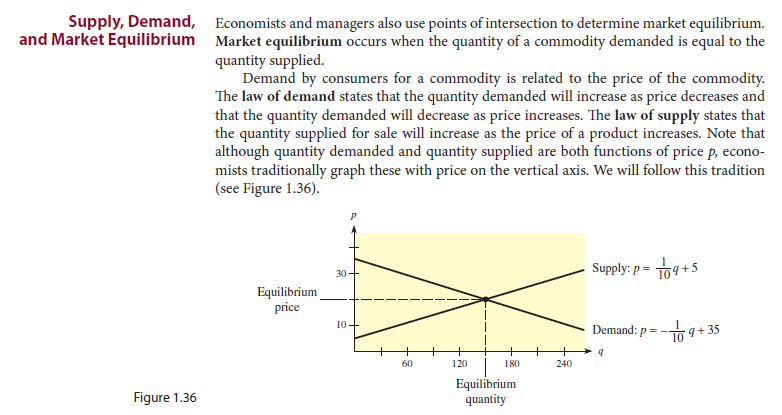 Supply, Demand,
and Market Equilibrium
Economists and managers also use points of intersection to determine market equilibrium.
Market equilibrium occurs when the quantity of a commodity demanded is equal to the
quantity supplied.
Demand by consumers for a commodity is related to the price of the commodity.
The law of demand states that the quantity demanded will increase as price decreases and
that the quantity demanded will decrease as price increases. The law of supply states that
the quantity supplied for sale will increase as the price of a product increases. Note that
although quantity demanded and quantity supplied are both functions of price p, econo-
mists traditionally graph these with price on the vertical axis. We will follow this tradition
(see Figure 1.36).
p
30
Supply: p = 1/10 q + 5
Equilibrium
price
10
Demand: p = -1/10 q + 35
q
60 120 180 240
Equilibrium
quantity
Figure 1.36